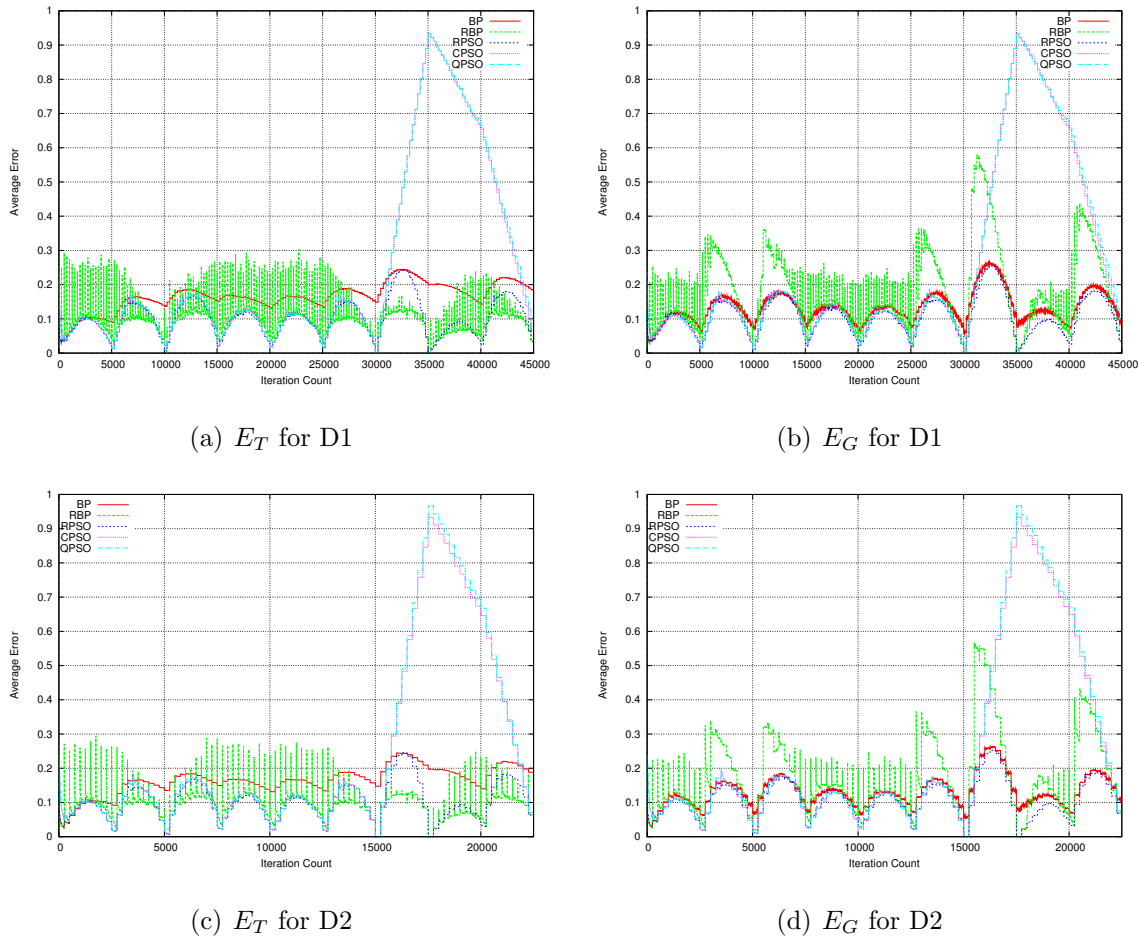 1
0.9
0.8
0.7
0.6
0.5
0.4
0.3
0.2
0.1
0
Average Error
0 5000 10000 15000 20000 25000 30000 35000 40000 45000
Iteration Count
BP
RBP
RPSO
CPSO
QPSO
(a) E_T for D1
1
0.9
0.8
0.7
0.6
0.5
0.4
0.3
0.2
0.1
0
Average Error
0 5000 10000 15000 20000 25000 30000 35000 40000 45000
Iteration Count
BP
RBP
RPSO
CPSO
QPSO
(b) E_G for D1
1
0.9
0.8
0.7
0.6
0.5
0.4
0.3
0.2
0.1
0
Average Error
0 5000 10000 15000 20000
Iteration Count
BP
RBP
RPSO
CPSO
QPSO
(c) E_T for D2
1
0.9
0.8
0.7
0.6
0.5
0.4
0.3
0.2
0.1
0
Average Error
0 5000 10000 15000 20000
Iteration Count
BP
RBP
RPSO
CPSO
QPSO
(d) E_G for D2